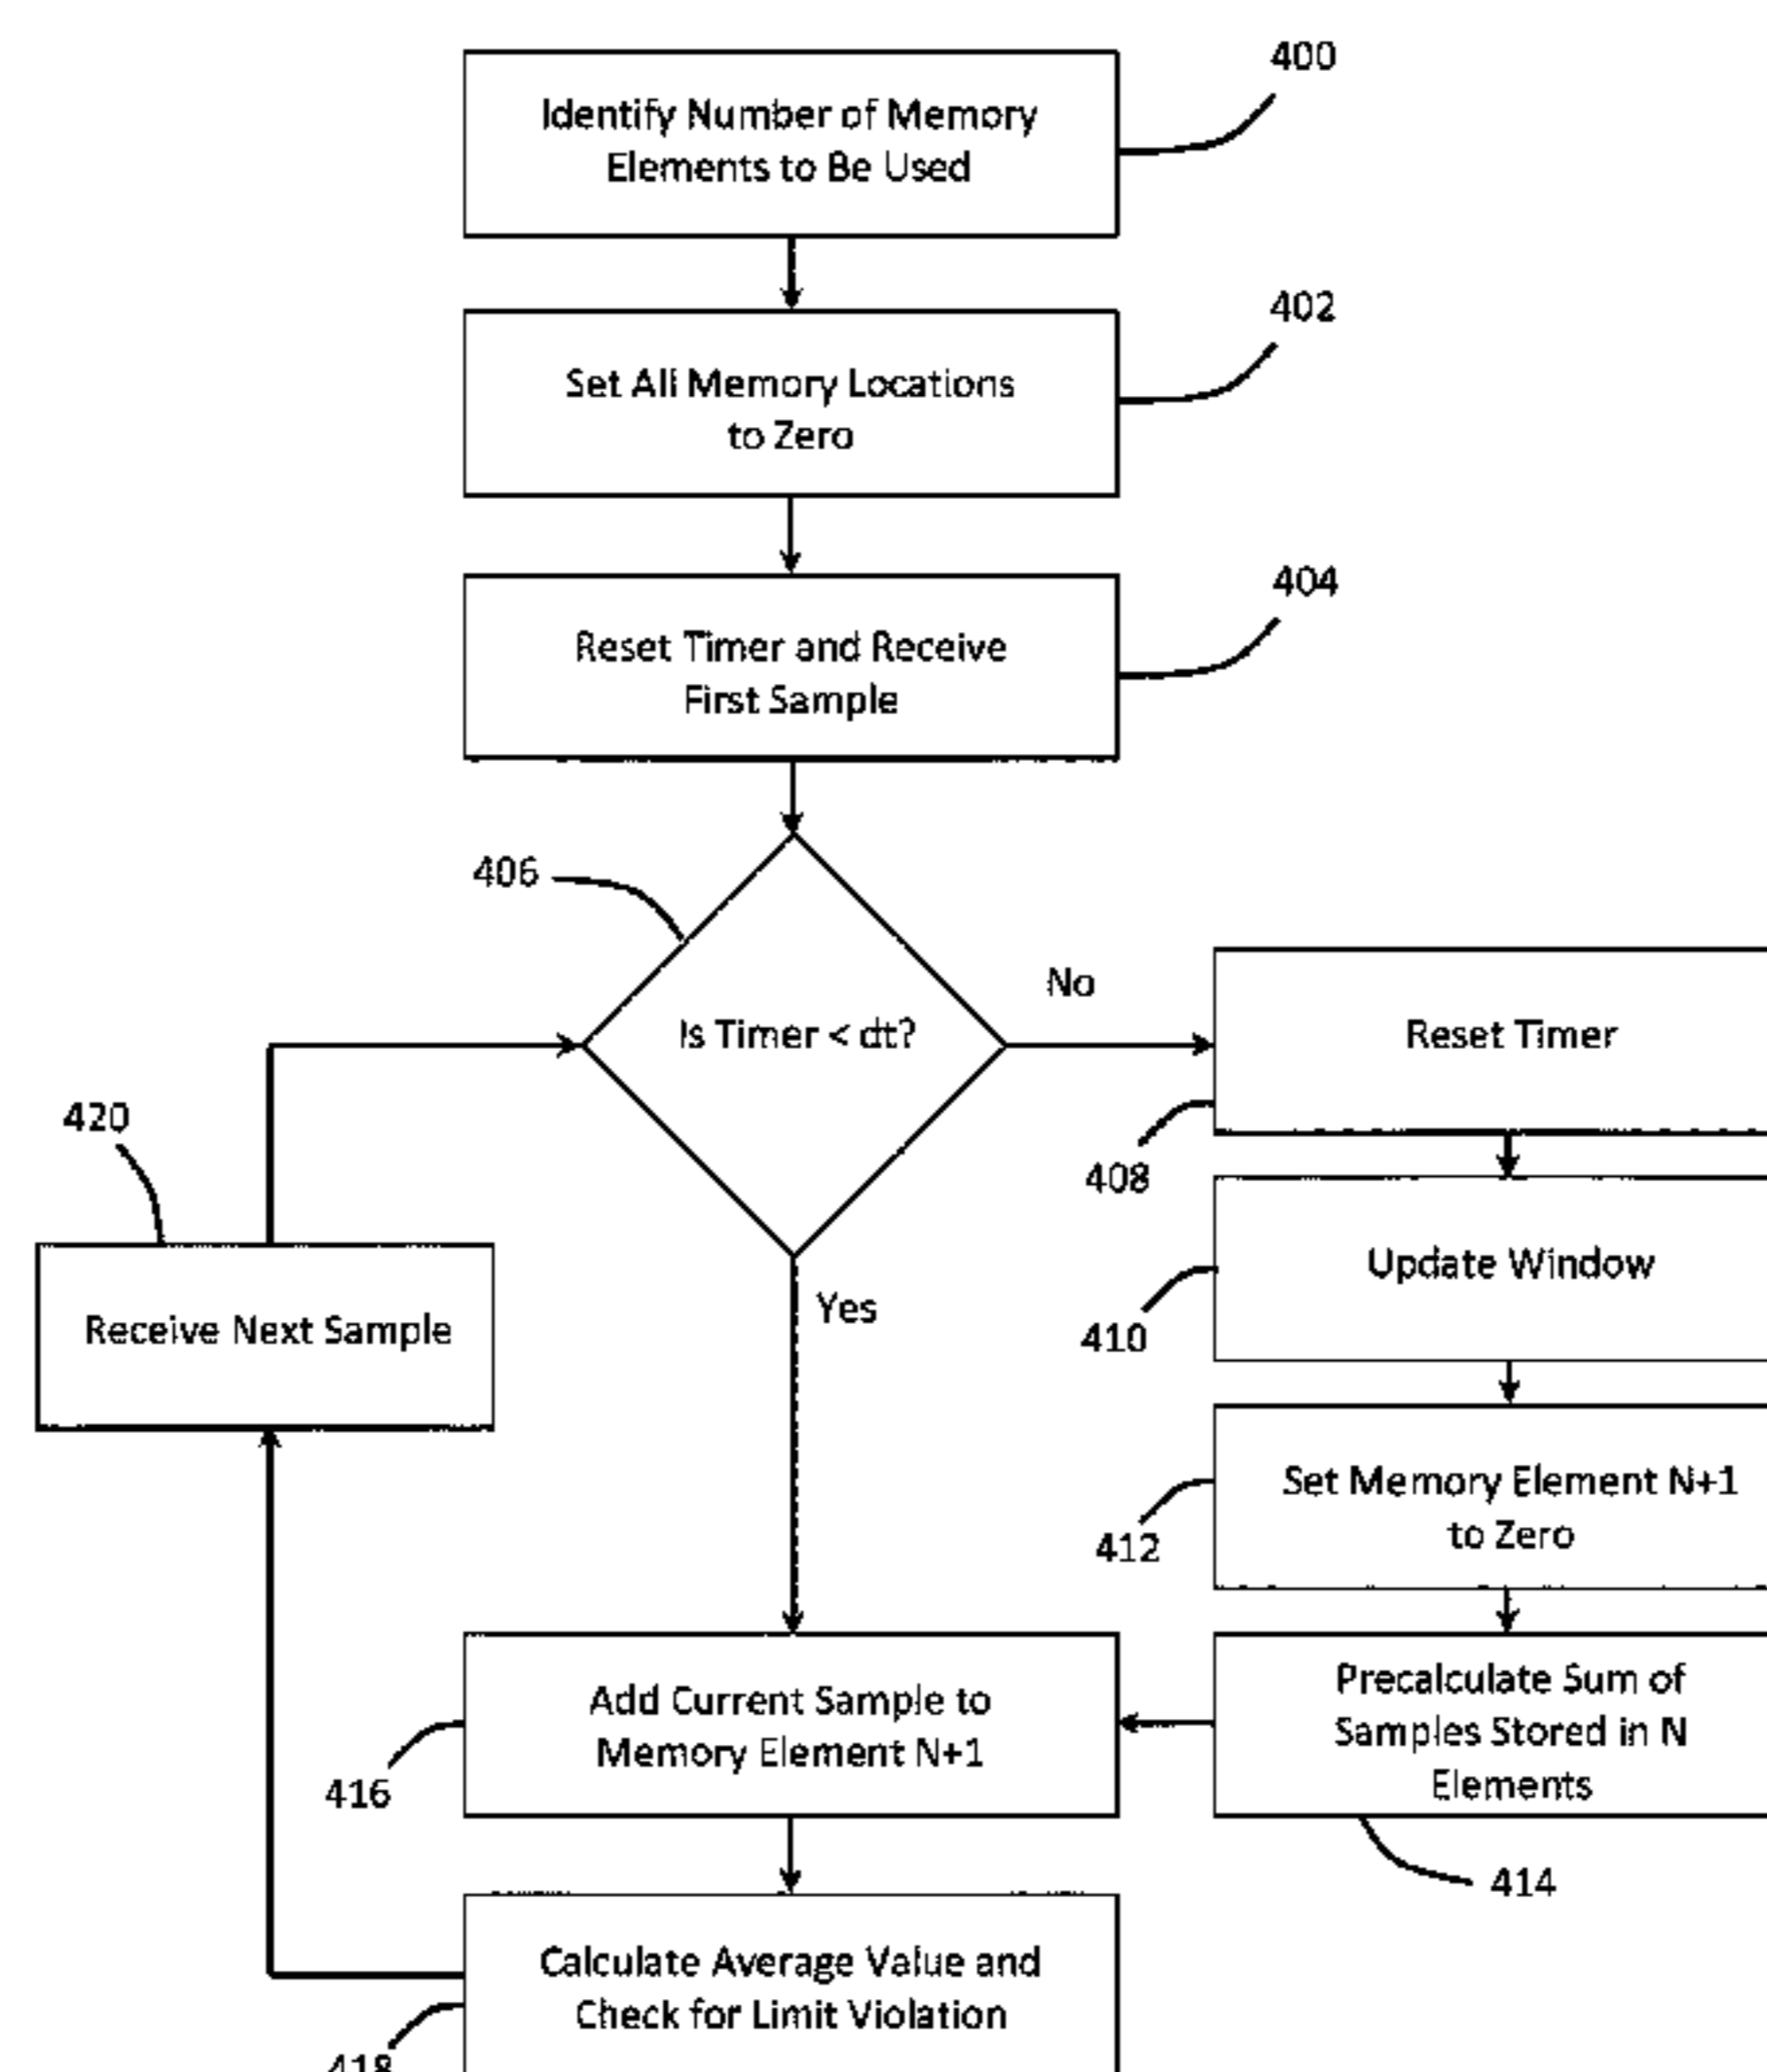 400
Identify Number of Memory
Elements to Be Used
402
Set All Memory Locations
to Zero
404
Reset Timer and Receive
First Sample
406
Is Timer < dt?
No
Reset Timer
408
420
Receive Next Sample
Yes
Update Window
410
Set Memory Element N+1
to Zero
412
Add Current Sample to
Memory Element N+1
416
Precalculate Sum of
Samples Stored in N
Elements
414
Calculate Average Value and
Check for Limit Violation
418